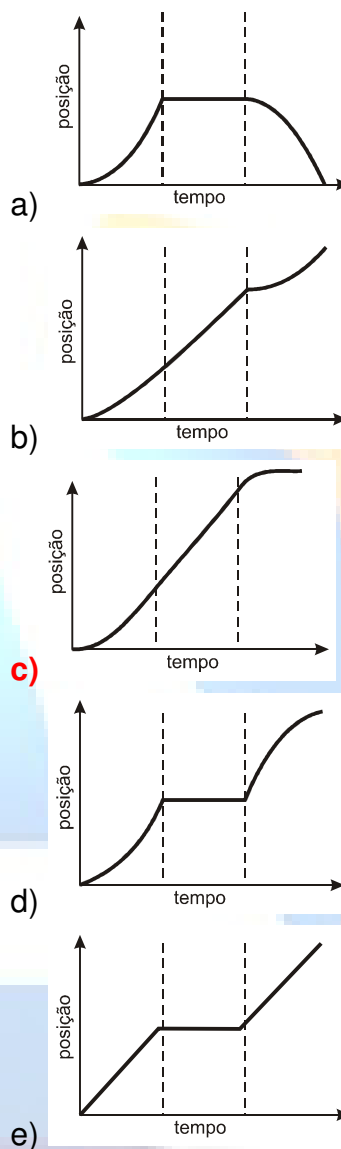 posição
tempo
a)
posição
tempo
b)
posição
tempo
c)
posição
tempo
d)
posição
tempo
e)